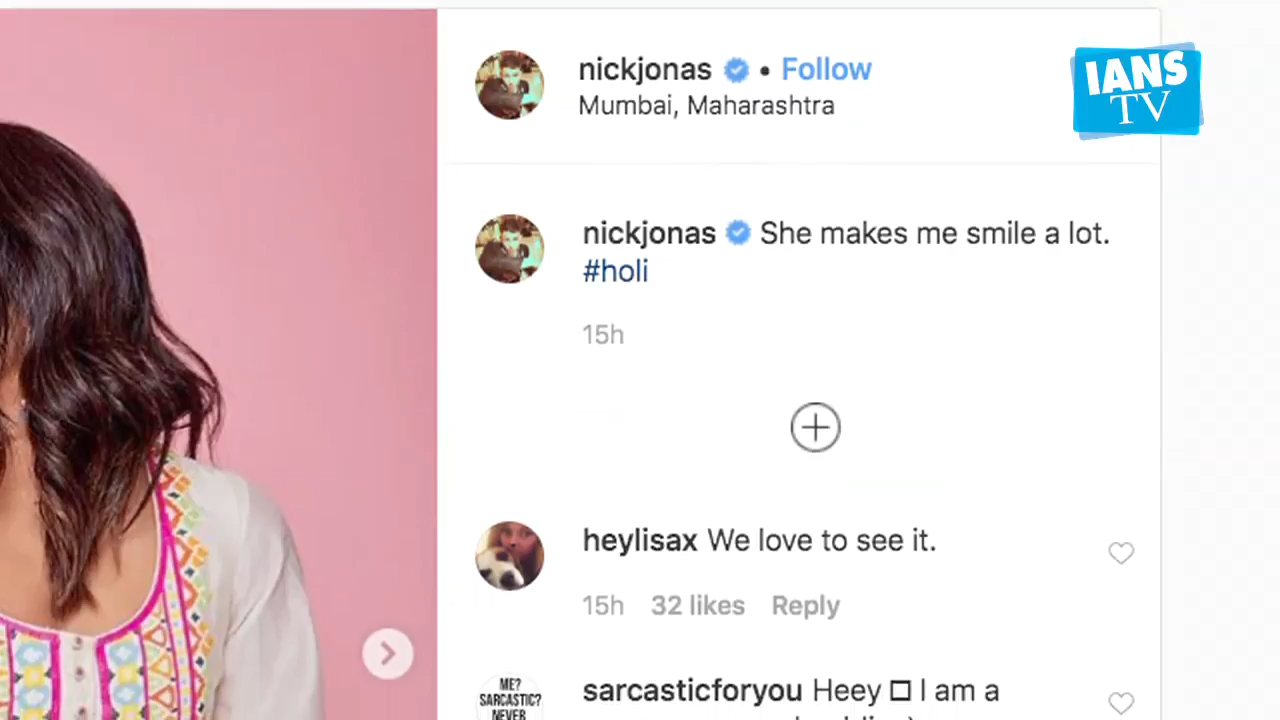 nickjonas • Follow
Mumbai, Maharashtra
IANS
TV
nickjonas She makes me smile a lot.
#holi
15h
heylisax We love to see it.
15h 32 likes Reply
ME?
SARCASTIC?
NEVER
sarcasticforyou Heey □ I am a